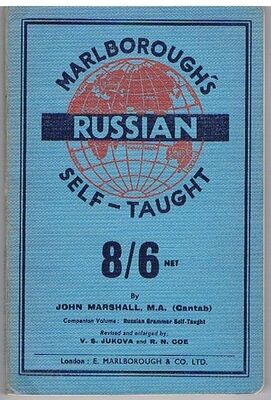 MARLBOROUGH'S
RUSSIAN
SELF-TAUGHT
8/6 NET
By
JOHN MARSHALL, M.A. (Cantab)
Companion Volume: Russian Grammar Self-Taught
Revised and enlarged by:
V. S. JUKOVA and R. N. COE
London: E. MARLBOROUGH & CO. LTD.